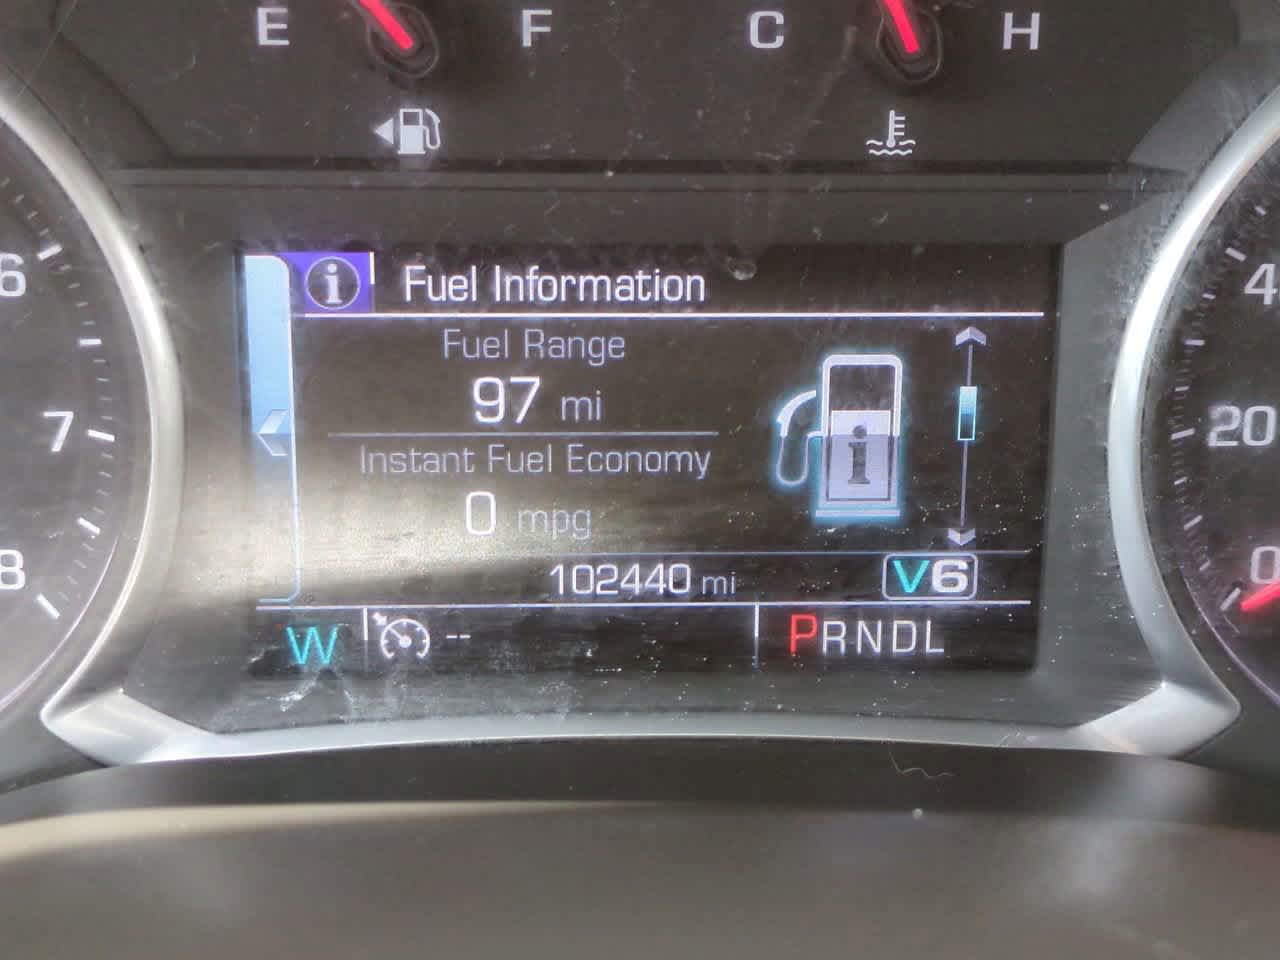 E F C H
i Fuel Information
Fuel Range
97 mi
Instant Fuel Economy
0 mpg
i
102440 mi V6
W -- PRNDL
6
7
8
4
20
0